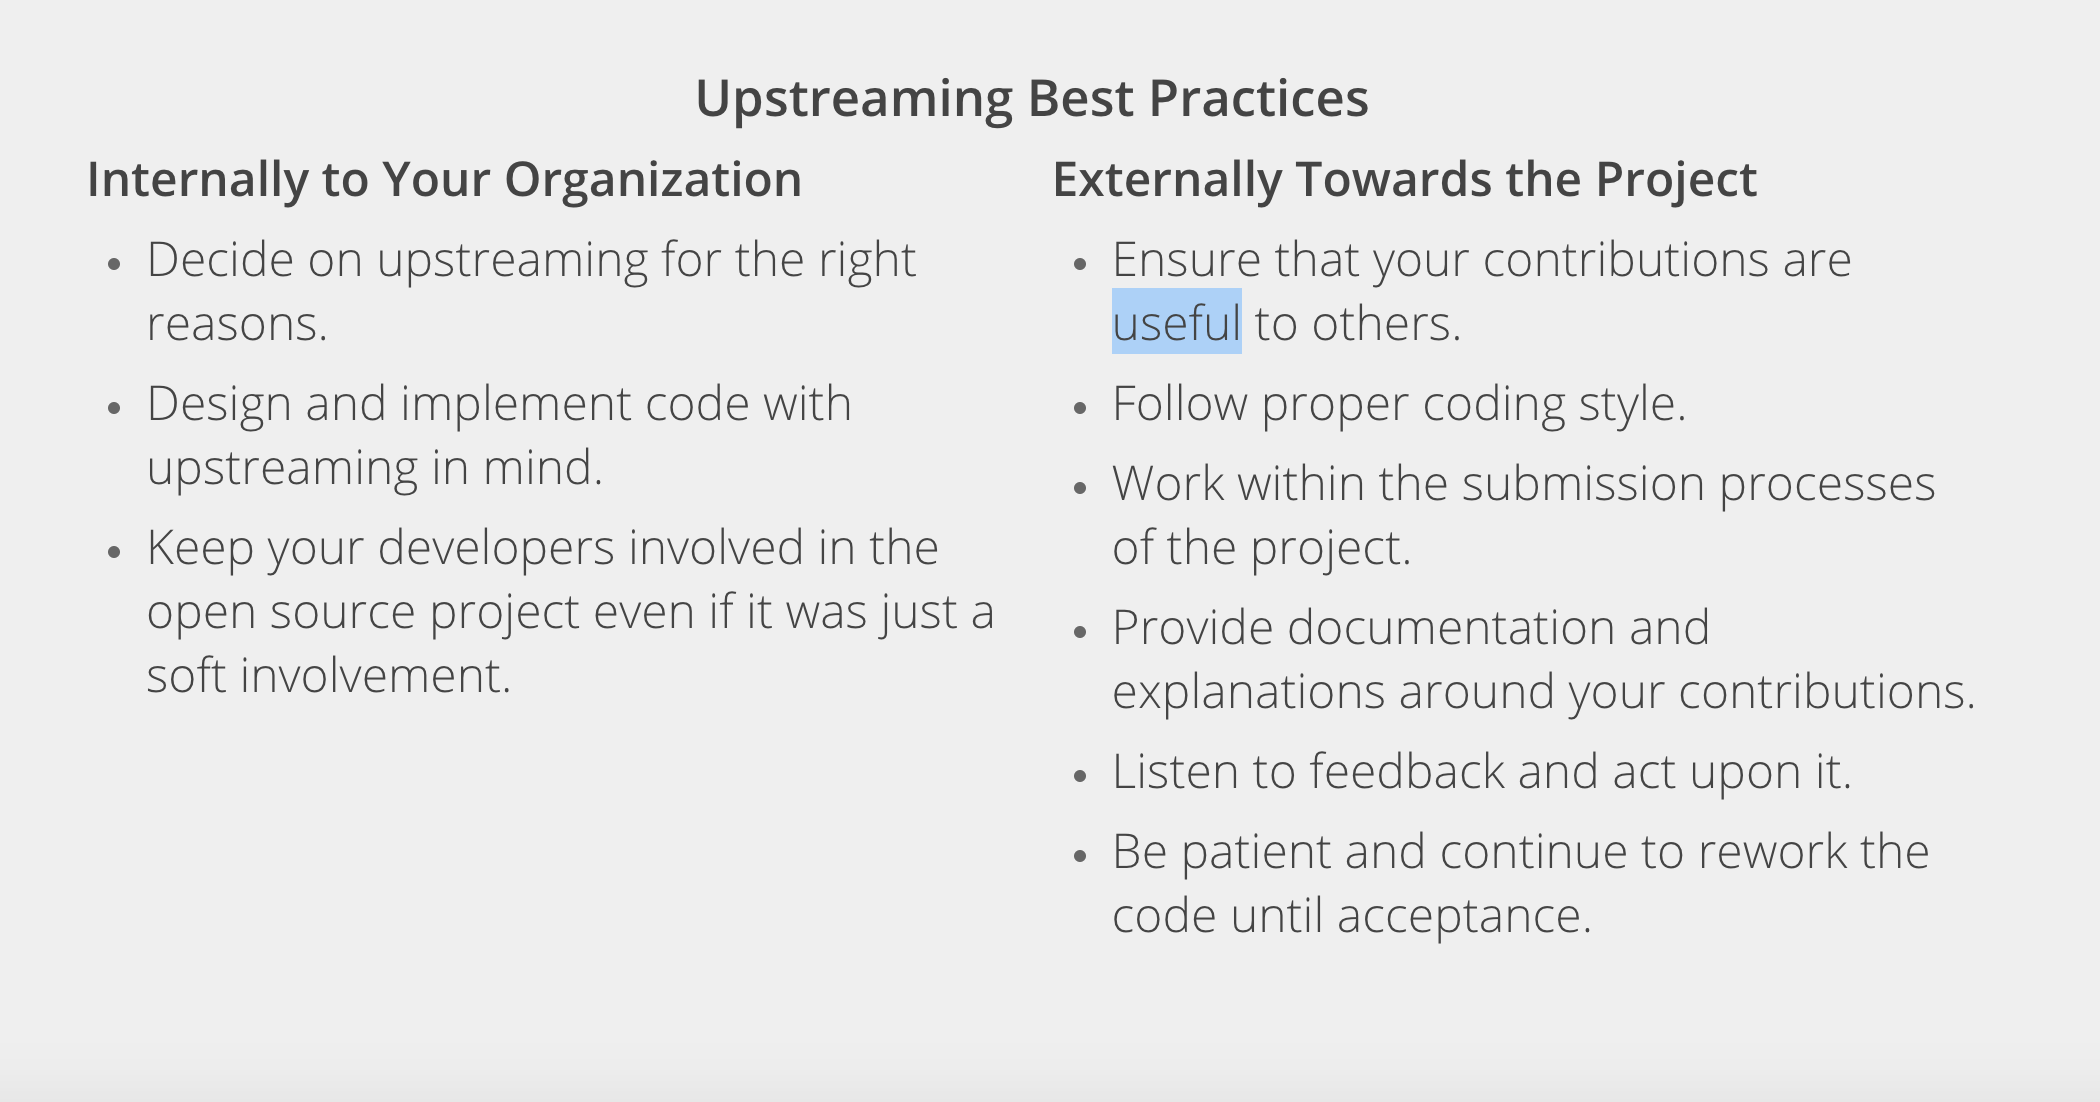 Upstreaming Best Practices
Internally to Your Organization
• Decide on upstreaming for the right
reasons.
• Design and implement code with
upstreaming in mind.
• Keep your developers involved in the
open source project even if it was just a
soft involvement.
Externally Towards the Project
• Ensure that your contributions are
useful to others.
• Follow proper coding style.
• Work within the submission processes
of the project.
• Provide documentation and
explanations around your contributions.
• Listen to feedback and act upon it.
• Be patient and continue to rework the
code until acceptance.